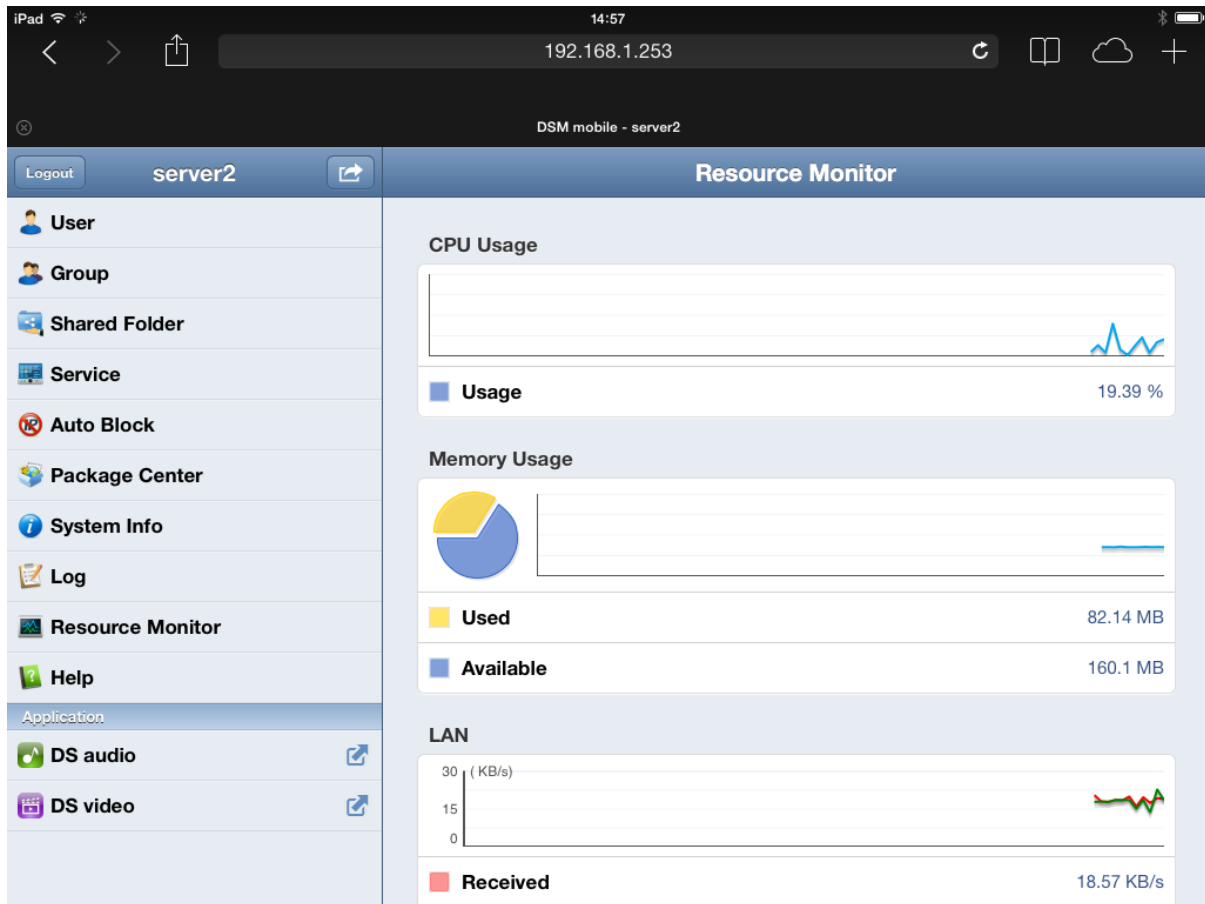 iPad 14:57
192.168.1.253
DSM mobile - server2
Logout server2
Resource Monitor
User
Group
Shared Folder
Service
Auto Block
Package Center
System Info
Log
Resource Monitor
Help
Application
DS audio
DS video
CPU Usage
Usage 19.39 %
Memory Usage
Used 82.14 MB
Available 160.1 MB
LAN
30 (KB/s)
15
0
Received 18.57 KB/s